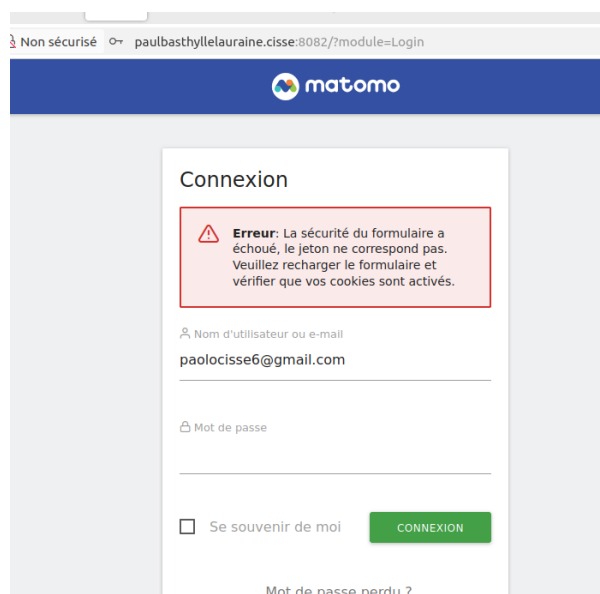 Non sécurisé paulbasthyllelauraine.cisse:8082/?module=Login
matomo
Connexion
Erreur: La sécurité du formulaire a
échoué, le jeton ne correspond pas.
Veuillez recharger le formulaire et
vérifier que vos cookies sont activés.
Nom d'utilisateur ou e-mail
paolocisse6@gmail.com
Mot de passe
Se souvenir de moi CONNEXION
Mot de passe perdu ?